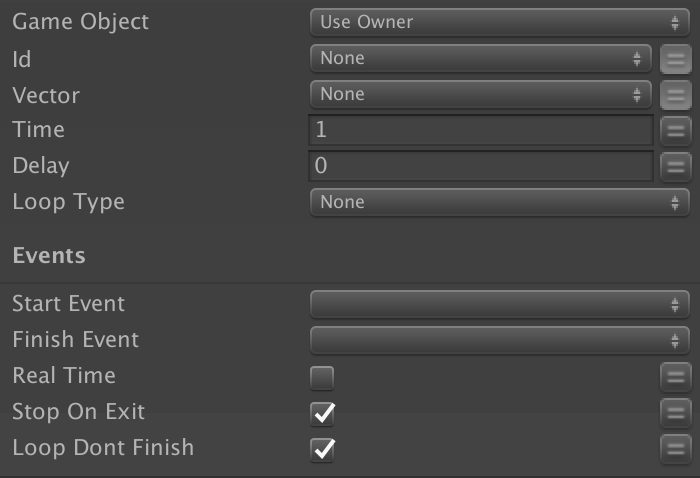 Game Object Use Owner
Id None
Vector None
Time 1
Delay 0
Loop Type None
Events
Start Event
Finish Event
Real Time
Stop On Exit
Loop Dont Finish